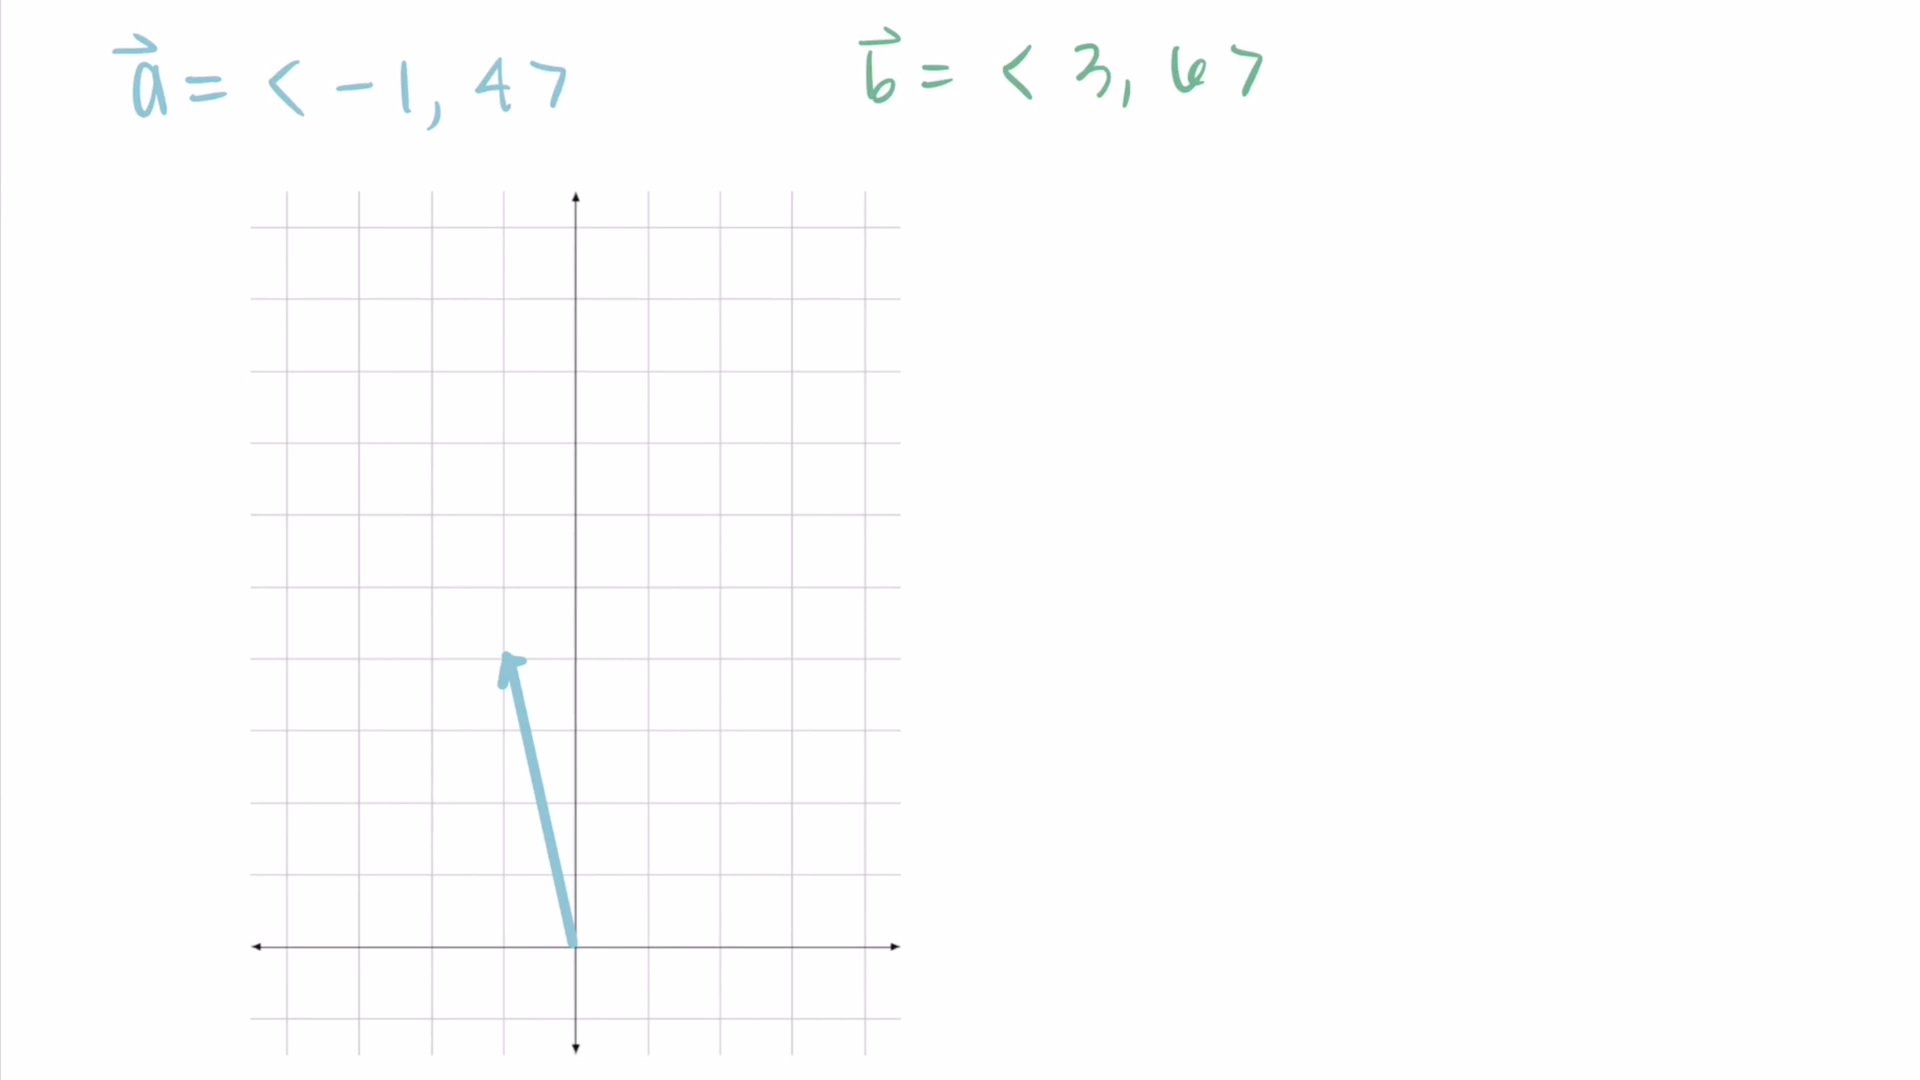 a⃗ = < -1, 4 >
b⃗ = < 3, 6 >